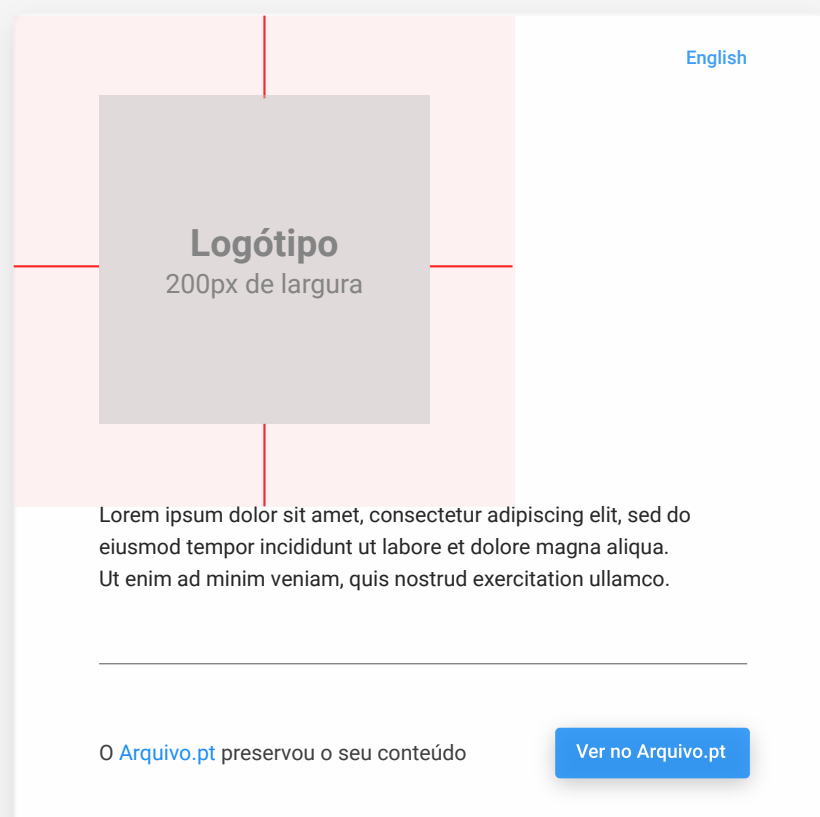 English
Logótipo
200px de largura
Lorem ipsum dolor sit amet, consectetur adipiscing elit, sed do
eiusmod tempor incididunt ut labore et dolore magna aliqua.
Ut enim ad minim veniam, quis nostrud exercitation ullamco.
O Arquivo.pt preservou o seu conteúdo
Ver no Arquivo.pt